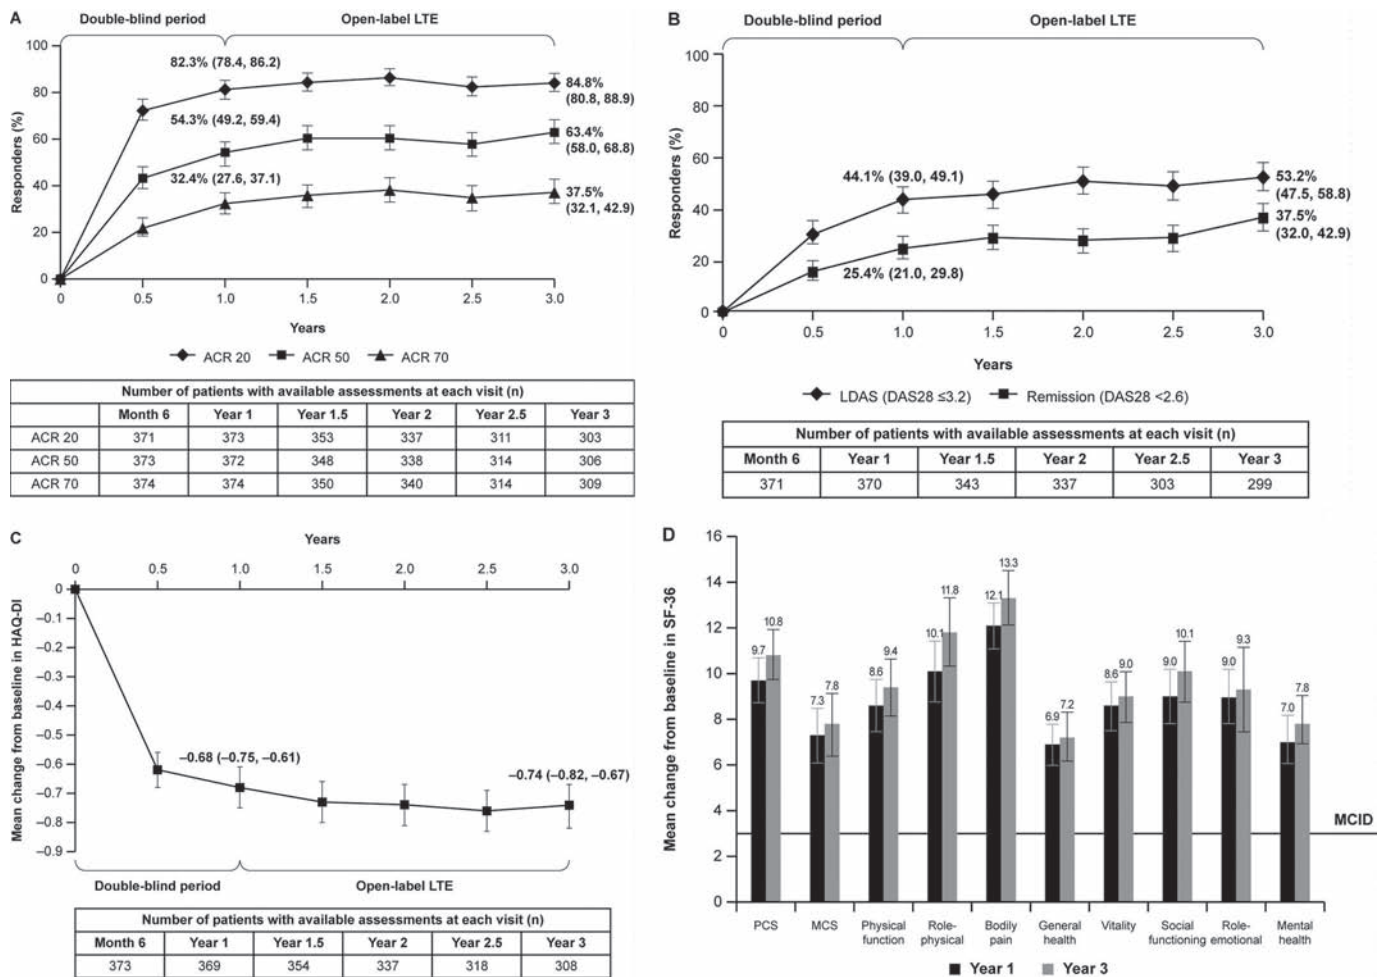 A
Double-blind period Open-label LTE
Responders (%)
100
80
60
40
20
0
82.3% (78.4, 86.2)
84.8%
(80.8, 88.9)
54.3% (49.2, 59.4)
63.4%
(58.0, 68.8)
32.4% (27.6, 37.1)
37.5%
(32.1, 42.9)
0 0.5 1.0 1.5 2.0 2.5 3.0
Years
ACR 20 ACR 50 ACR 70
Number of patients with available assessments at each visit (n)
Month 6 Year 1 Year 1.5 Year 2 Year 2.5 Year 3
ACR 20 371 373 353 337 311 303
ACR 50 373 372 348 338 314 306
ACR 70 374 374 350 340 314 309
B
Double-blind period Open-label LTE
Responders (%)
100
80
60
40
20
0
44.1% (39.0, 49.1)
53.2%
(47.5, 58.8)
37.5%
(32.0, 42.9)
25.4% (21.0, 29.8)
0 0.5 1.0 1.5 2.0 2.5 3.0
Years
LDAS (DAS28 ≤3.2) Remission (DAS28 <2.6)
Number of patients with available assessments at each visit (n)
Month 6 Year 1 Year 1.5 Year 2 Year 2.5 Year 3
371 370 343 337 303 299
C
Years
0 0.5 1.0 1.5 2.0 2.5 3.0
Mean change from baseline in HAQ-DI
0
–0.1
–0.2
–0.3
–0.4
–0.5
–0.6
–0.7
–0.8
–0.9
–0.68 (–0.75, –0.61)
–0.74 (–0.82, –0.67)
Double-blind period Open-label LTE
Number of patients with available assessments at each visit (n)
Month 6 Year 1 Year 1.5 Year 2 Year 2.5 Year 3
373 369 354 337 318 308
D
Mean change from baseline in SF-36
16
14
12
10
8
6
4
2
0
9.7 10.8
7.3 7.8
8.6 9.4
10.1 11.8
12.1 13.3
6.9 7.2
8.6 9.0
9.0 10.1
9.0 9.3
7.0 7.8
MCID
PCS MCS Physical Role- Bodily General Vitality Social Role- Mental
function physical pain health functioning emotional health
Year 1 Year 3